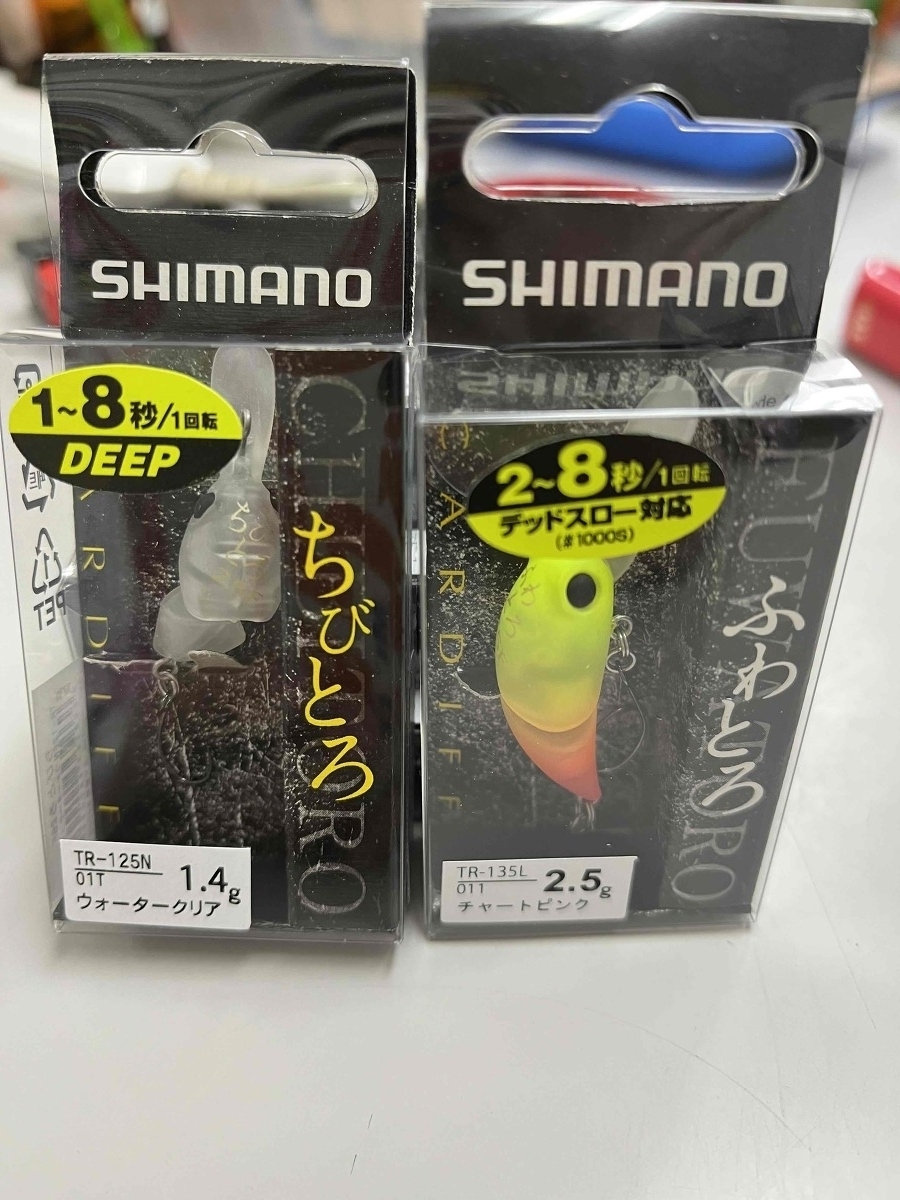 SHIMANO
1~8秒/1回転
DEEP
CHIBITORO
CARDIFF
ちびとろ
PET
TR-125N
01T
1.4g
ウォータークリア
SHIMANO
2~8秒/1回転
デッドスロー対応
(#1000S)
CARDIFF
FUWATORO
ふわとろ
TR-135L
011
2.5g
チャートピンク